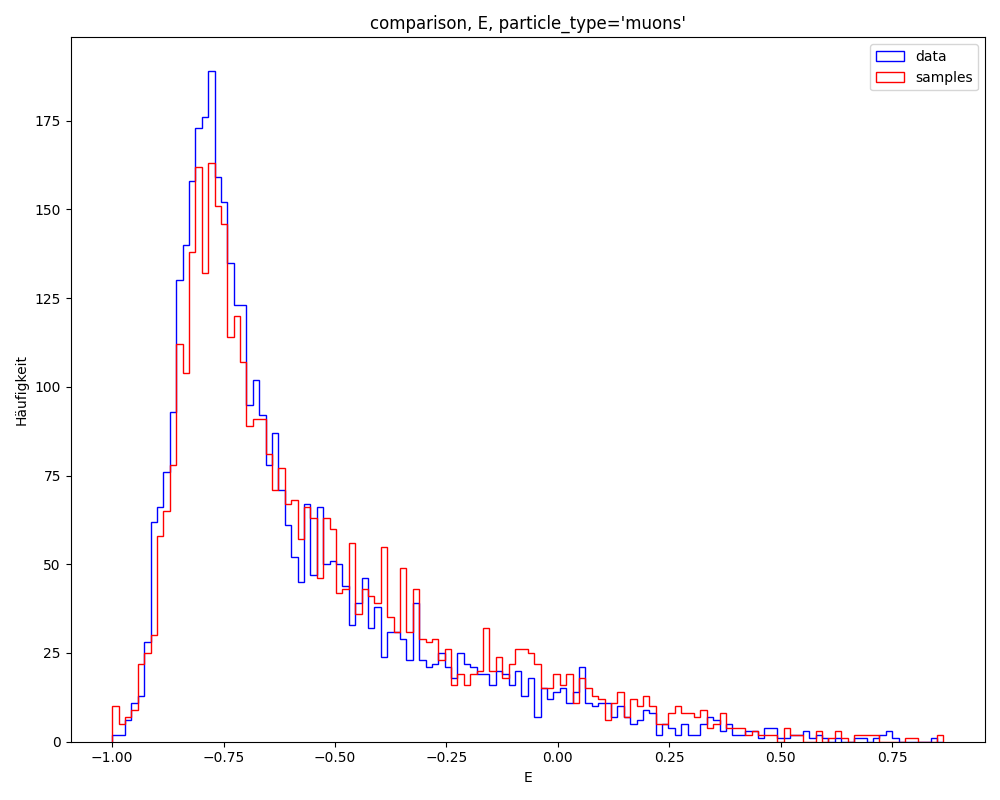 comparison, E, particle_type='muons'
data
samples
Häufigkeit
175
150
125
100
75
50
25
0
−1.00 −0.75 −0.50 −0.25 0.00 0.25 0.50 0.75
E